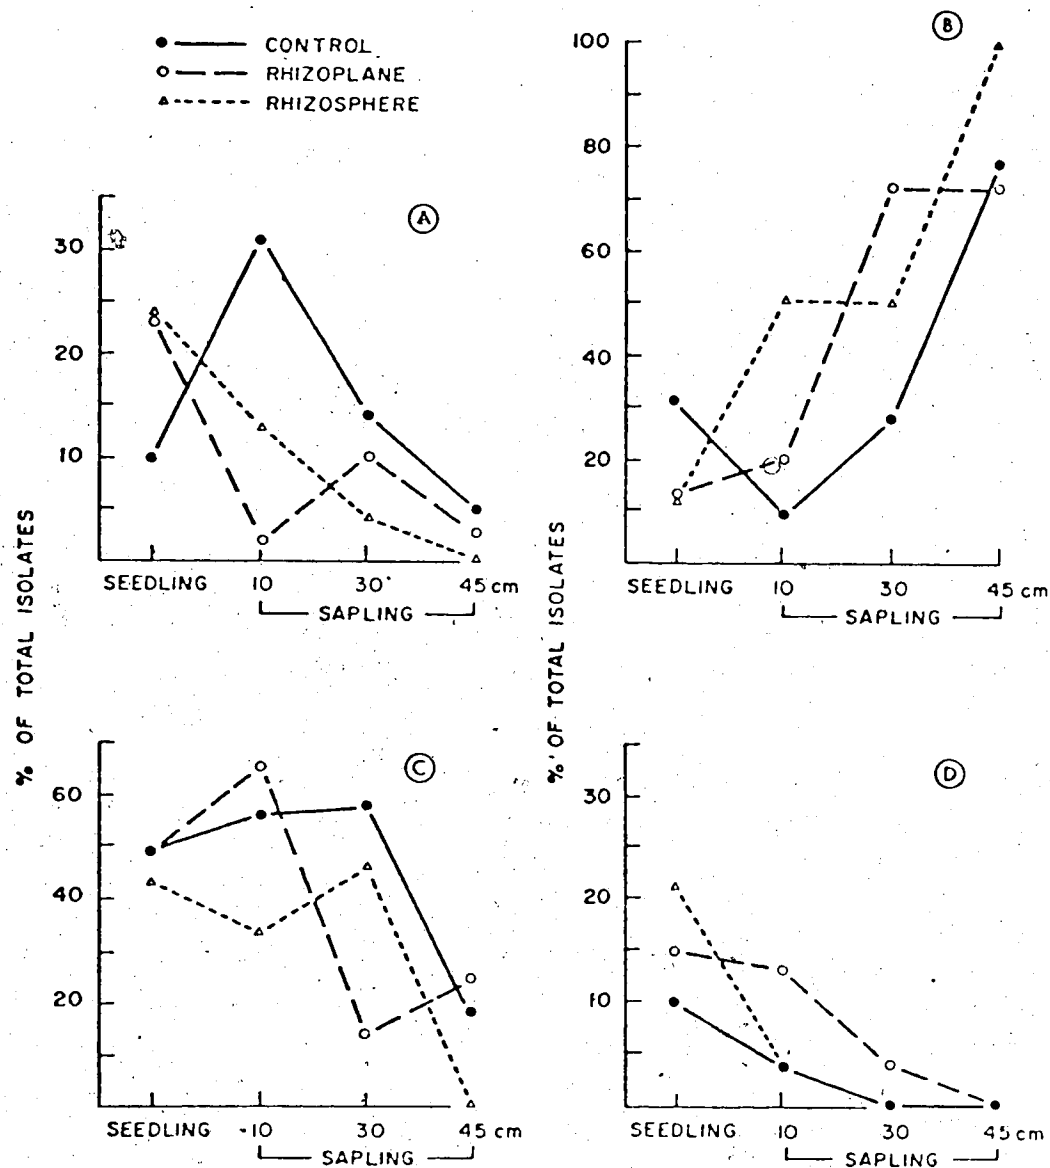 CONTROL
RHIZOPLANE
RHIZOSPHERE
A
30
20
10
SEEDLING 10 30 45 cm
SAPLING
% OF TOTAL ISOLATES
B
100
80
60
40
20
SEEDLING 10 30 45 cm
SAPLING
% OF TOTAL ISOLATES
C
60
40
20
SEEDLING 10 30 45 cm
SAPLING
D
30
20
10
SEEDLING 10 30 45 cm
SAPLING